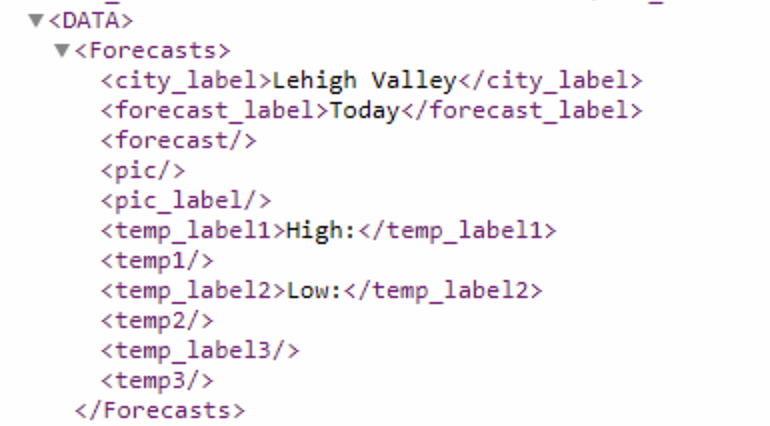 <DATA>
<Forecasts>
<city_label>Lehigh Valley</city_label>
<forecast_label>Today</forecast_label>
<forecast/>
<pic/>
<pic_label/>
<temp_label1>High:</temp_label1>
<temp1/>
<temp_label2>Low:</temp_label2>
<temp2/>
<temp_label3/>
<temp3/>
</Forecasts>